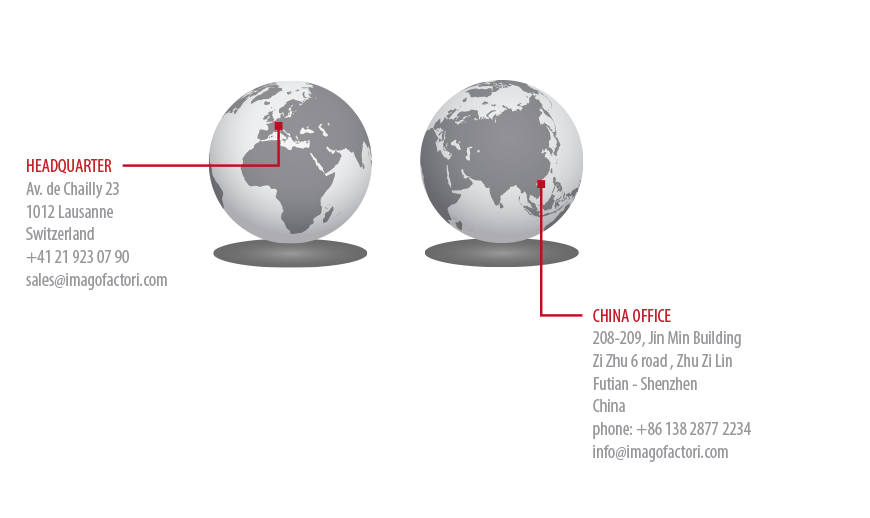 HEADQUARTER
Av. de Chailly 23
1012 Lausanne
Switzerland
+41 21 923 07 90
sales@imagofactori.com
CHINA OFFICE
208-209, Jin Min Building
Zi Zhu 6 road , Zhu Zi Lin
Futian - Shenzhen
China
phone: +86 138 2877 2234
info@imagofactori.com